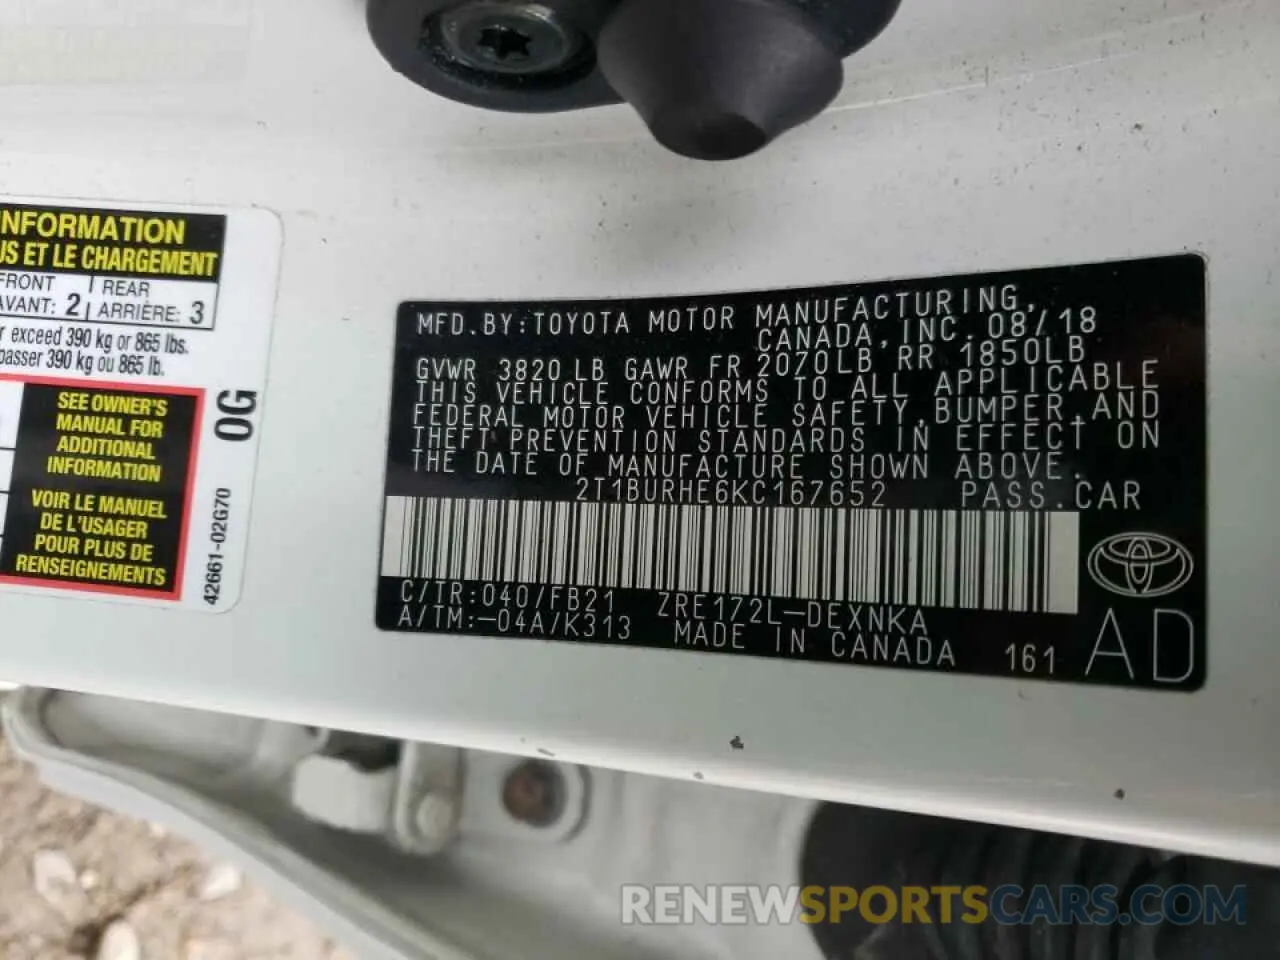 INFORMATION
US ET LE CHARGEMENT
FRONT
AVANT: 2
REAR
ARRIÈRE: 3
exceed 390 kg or 865 lbs.
passer 390 kg ou 865 lb.
SEE OWNER'S
MANUAL FOR
ADDITIONAL
INFORMATION
VOIR LE MANUEL
DE L'USAGER
POUR PLUS DE
RENSEIGNEMENTS
0G
42661-02G70
MFD.BY:TOYOTA MOTOR MANUFACTURING,
CANADA, INC. 08/18
GVWR 3820 LB GAWR FR 2070LB RR 1850LB
THIS VEHICLE CONFORMS TO ALL APPLICABLE
FEDERAL MOTOR VEHICLE SAFETY, BUMPER, AND
THEFT PREVENTION STANDARDS IN EFFECT ON
THE DATE OF MANUFACTURE SHOWN ABOVE.
2T1BURHE6KC167652 PASS.CAR
C/TR:040/FB21 ZRE172L-DEXNKA
A/TM:-04A/K313 MADE IN CANADA 161
AD
RENEWSPORTSCARS.COM